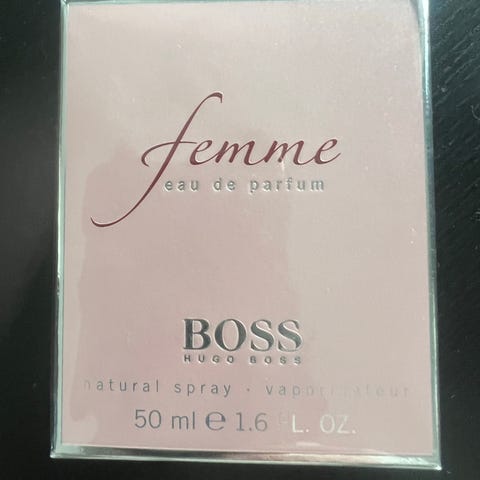 femme
eau de parfum
BOSS
HUGO BOSS
natural spray · vaporisateur
50 ml ℮ 1.6 FL. OZ.